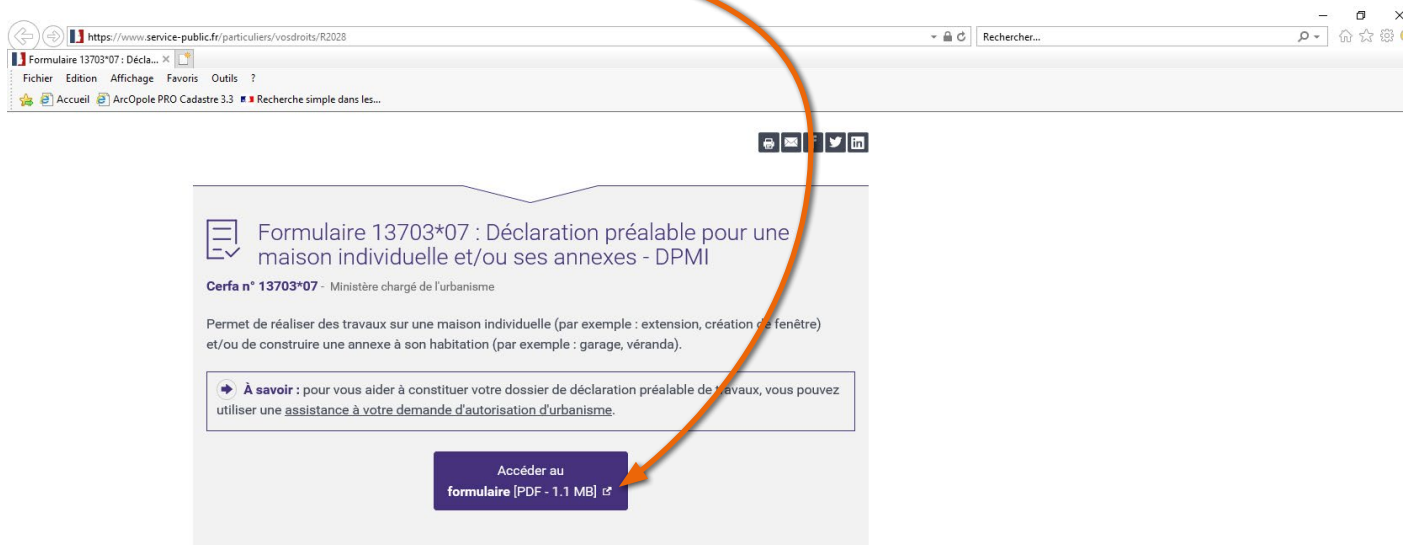 https://www.service-public.fr/particuliers/vosdroits/R2028
Rechercher...
Formulaire 13703*07 : Décla...
Fichier Edition Affichage Favoris Outils ?
Accueil ArcOpole PRO Cadastre 3.3 Recherche simple dans les...
Formulaire 13703*07 : Déclaration préalable pour une
maison individuelle et/ou ses annexes - DPMI
Cerfa n° 13703*07 - Ministère chargé de l'urbanisme
Permet de réaliser des travaux sur une maison individuelle (par exemple : extension, création de fenêtre)
et/ou de construire une annexe à son habitation (par exemple : garage, véranda).
À savoir : pour vous aider à constituer votre dossier de déclaration préalable de travaux, vous pouvez
utiliser une assistance à votre demande d'autorisation d'urbanisme.
Accéder au
formulaire [PDF - 1.1 MB]